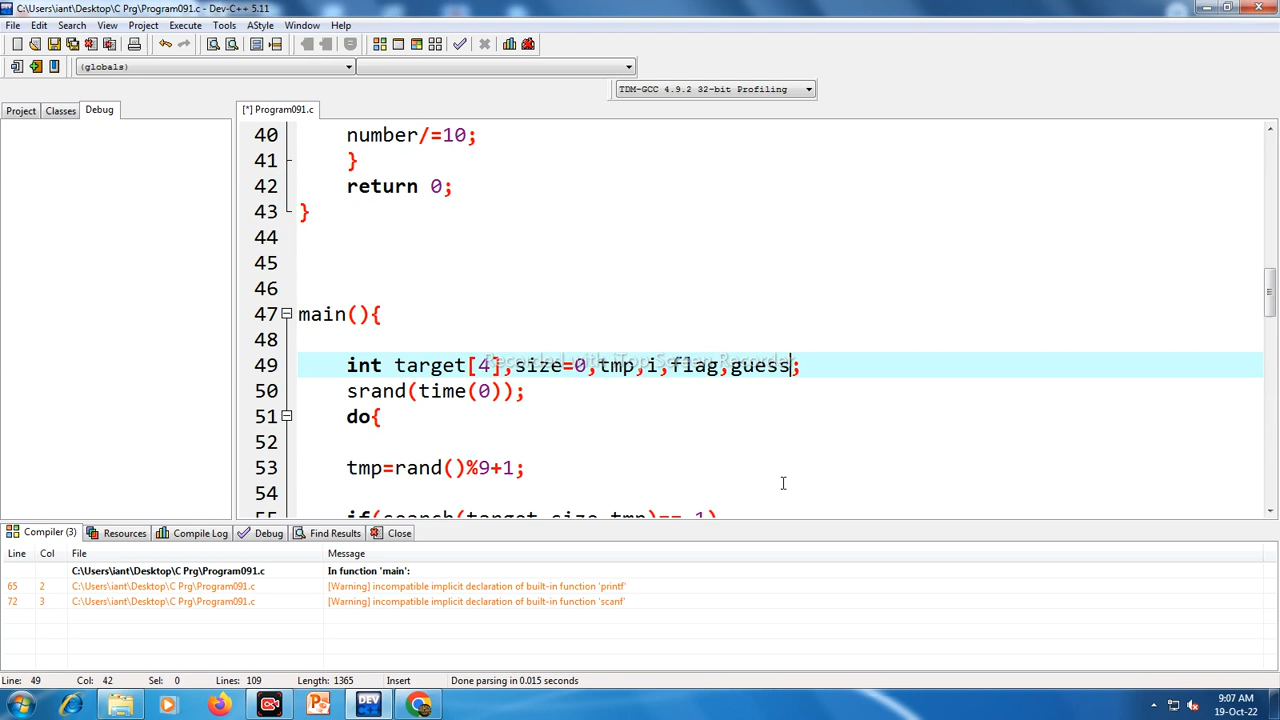 C:\Users\iant\Desktop\C Prg\Program091.c - Dev-C++ 5.11
File Edit Search View Project Execute Tools AStyle Window Help
(globals)
TDM-GCC 4.9.2 32-bit Profiling
Project Classes Debug [*] Program091.c
40 number/=10;
41 }
42 return 0;
43 }
44
45
46
47 main(){
48
49 int target[4],size=0,tmp,i,flag,guess;
Recorded with iTop Screen Recorder
50 srand(time(0));
51 do{
52
53 tmp=rand()%9+1;
54
55 if(search(target,size,tmp)==-1)
Compiler (3) Resources Compile Log Debug Find Results Close
Line Col File Message
C:\Users\iant\Desktop\C Prg\Program091.c In function 'main':
65 2 C:\Users\iant\Desktop\C Prg\Program091.c [Warning] incompatible implicit declaration of built-in function 'printf'
72 3 C:\Users\iant\Desktop\C Prg\Program091.c [Warning] incompatible implicit declaration of built-in function 'scanf'
Line: 49 Col: 42 Sel: 0 Lines: 109 Length: 1365 Insert Done parsing in 0.015 seconds
DEV
9:07 AM
19-Oct-22